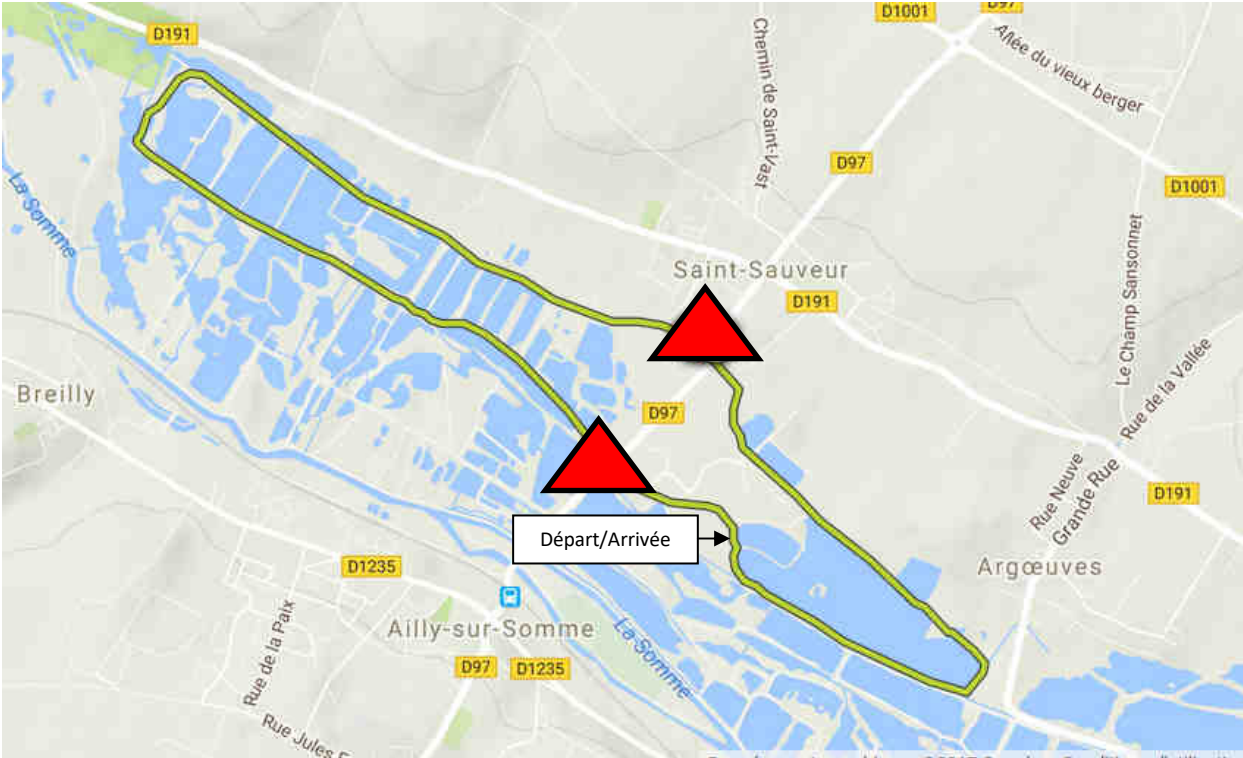 D1001
D97
D191
Allée du vieux berger
Chemin de Saint-Vast
D97
D1001
La Somme
Le Champ Sansonnet
Saint-Sauveur
D191
Rue de la Vallée
Breilly
D97
Rue Neuve
Grande Rue
D191
Départ/Arrivée
D1235
Argœuves
Rue de la Paix
Ailly-sur-Somme
La Somme
D97
D1235
Rue Jules